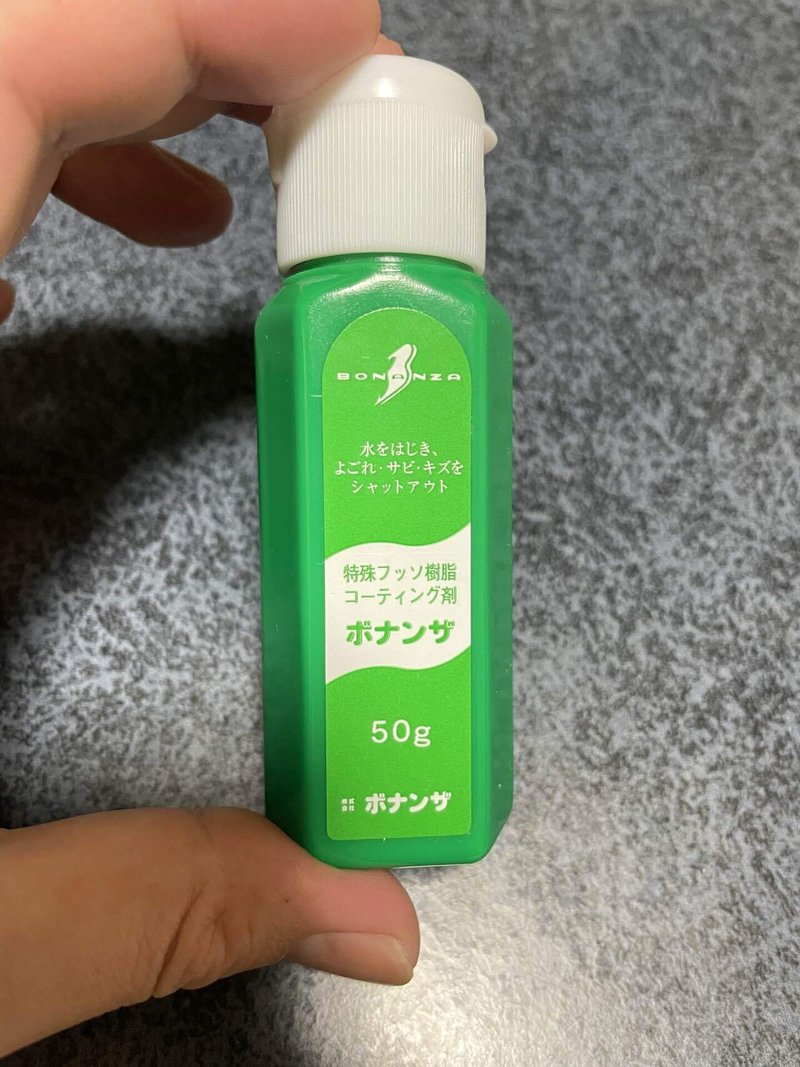 BONANZA
水をはじき、
よごれ・サビ・キズを
シャットアウト
特殊フッソ樹脂
コーティング剤
ボナンザ
50g
株式会社 ボナンザ